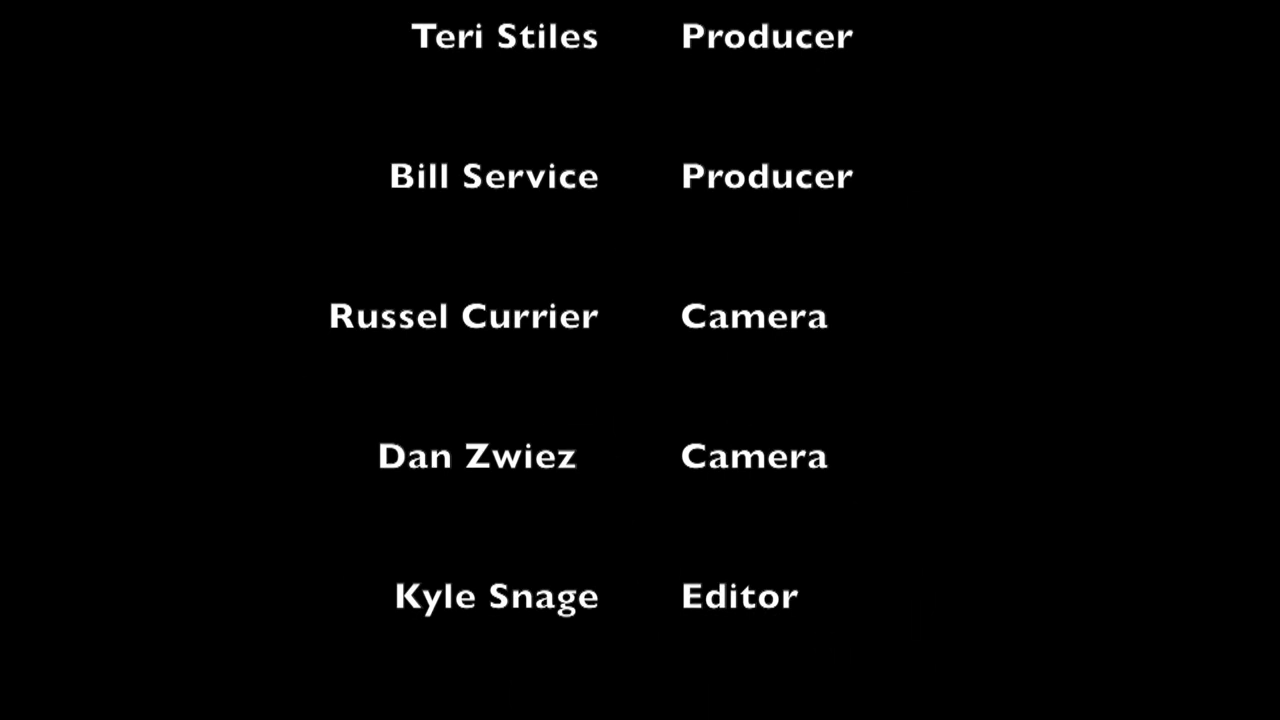 Teri Stiles Producer
Bill Service Producer
Russel Currier Camera
Dan Zwiez Camera
Kyle Snage Editor